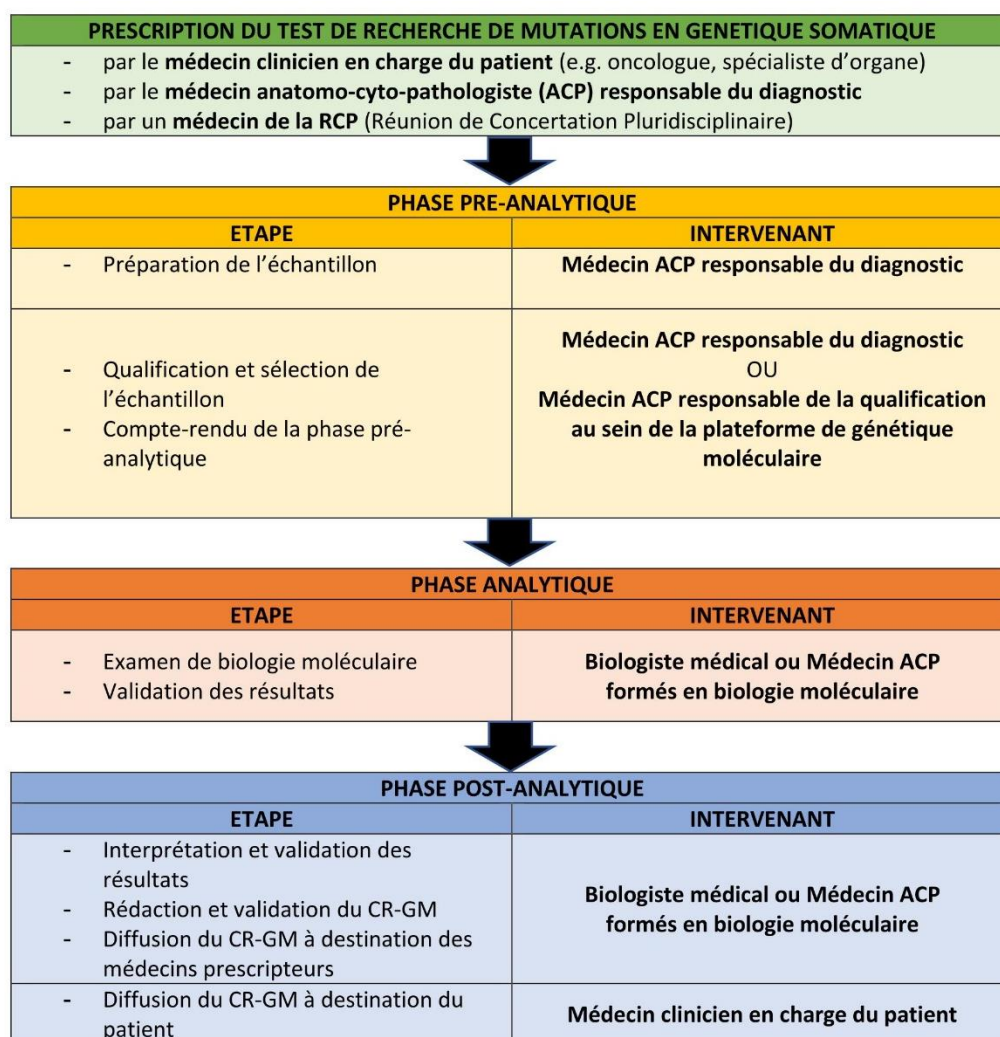 PRESCRIPTION DU TEST DE RECHERCHE DE MUTATIONS EN GENETIQUE SOMATIQUE
- par le médecin clinicien en charge du patient (e.g. oncologue, spécialiste d'organe)
- par le médecin anatomo-cyto-pathologiste (ACP) responsable du diagnostic
- par un médecin de la RCP (Réunion de Concertation Pluridisciplinaire)
PHASE PRE-ANALYTIQUE
ETAPE
INTERVENANT
- Préparation de l'échantillon
Médecin ACP responsable du diagnostic
- Qualification et sélection de
l'échantillon
- Compte-rendu de la phase pré-
analytique
Médecin ACP responsable du diagnostic
OU
Médecin ACP responsable de la qualification
au sein de la plateforme de génétique
moléculaire
PHASE ANALYTIQUE
ETAPE
INTERVENANT
- Examen de biologie moléculaire
- Validation des résultats
Biologiste médical ou Médecin ACP
formés en biologie moléculaire
PHASE POST-ANALYTIQUE
ETAPE
INTERVENANT
- Interprétation et validation des
résultats
- Rédaction et validation du CR-GM
- Diffusion du CR-GM à destination des
médecins prescripteurs
Biologiste médical ou Médecin ACP
formés en biologie moléculaire
- Diffusion du CR-GM à destination du
patient
Médecin clinicien en charge du patient